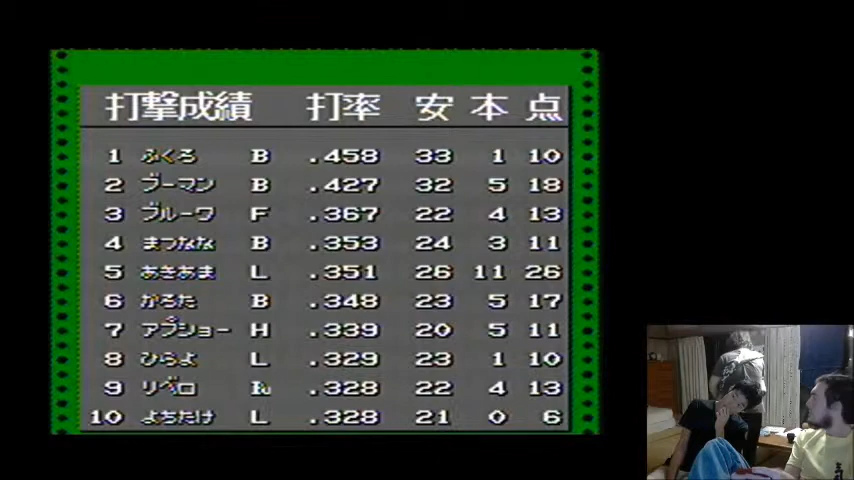 打撃成績 打率 安 本 点
1 ふくろ B .458 33 1 10
2 ブーマン B .427 32 5 18
3 ブルーワ F .367 22 4 13
4 まつなな B .353 24 3 11
5 あきあま L .351 26 11 26
6 かろた B .348 23 5 17
7 アプショー H .339 20 5 11
8 ひらよ L .329 23 1 10
9 リベロ .328 22 4 13
10 よちたけ L .328 21 0 6